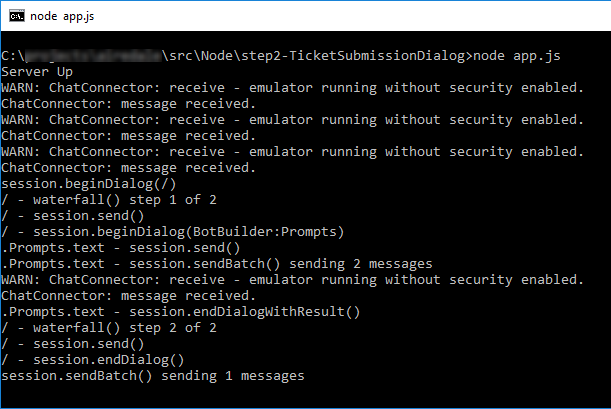 node app.js
C:\ \src\Node\step2-TicketSubmissionDialog>node app.js
Server Up
WARN: ChatConnector: receive - emulator running without security enabled.
ChatConnector: message received.
WARN: ChatConnector: receive - emulator running without security enabled.
ChatConnector: message received.
WARN: ChatConnector: receive - emulator running without security enabled.
ChatConnector: message received.
session.beginDialog(/)
/ - waterfall() step 1 of 2
/ - session.send()
/ - session.beginDialog(BotBuilder:Prompts)
.Prompts.text - session.send()
.Prompts.text - session.sendBatch() sending 2 messages
WARN: ChatConnector: receive - emulator running without security enabled.
ChatConnector: message received.
.Prompts.text - session.endDialogWithResult()
/ - waterfall() step 2 of 2
/ - session.send()
/ - session.endDialog()
session.sendBatch() sending 1 messages